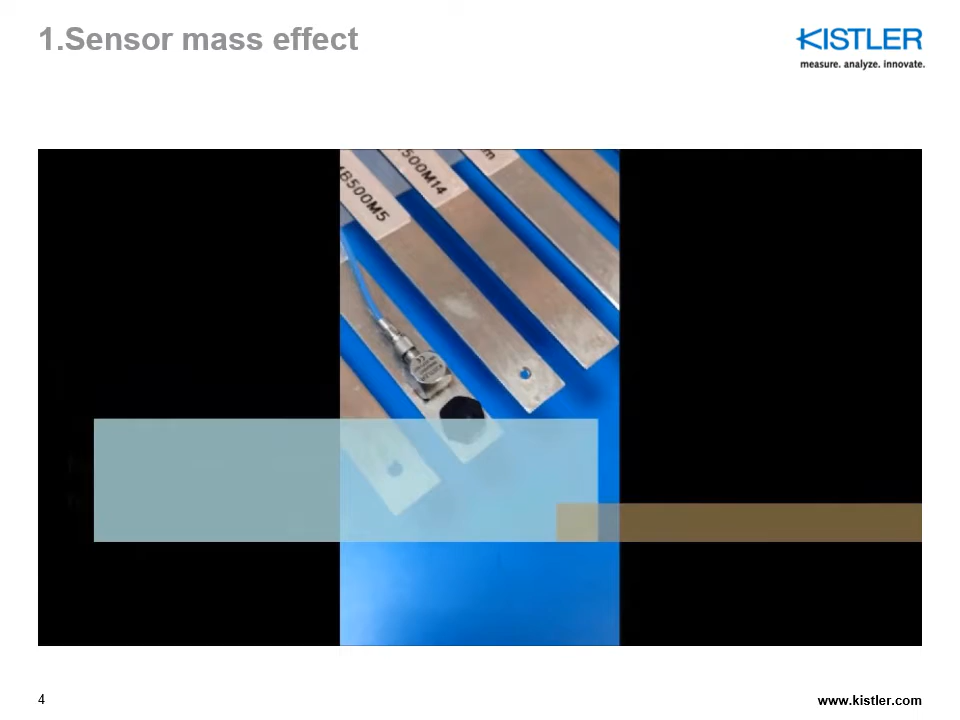 1.Sensor mass effect
KISTLER
measure. analyze. innovate.
500M14
B500M5
4
www.kistler.com